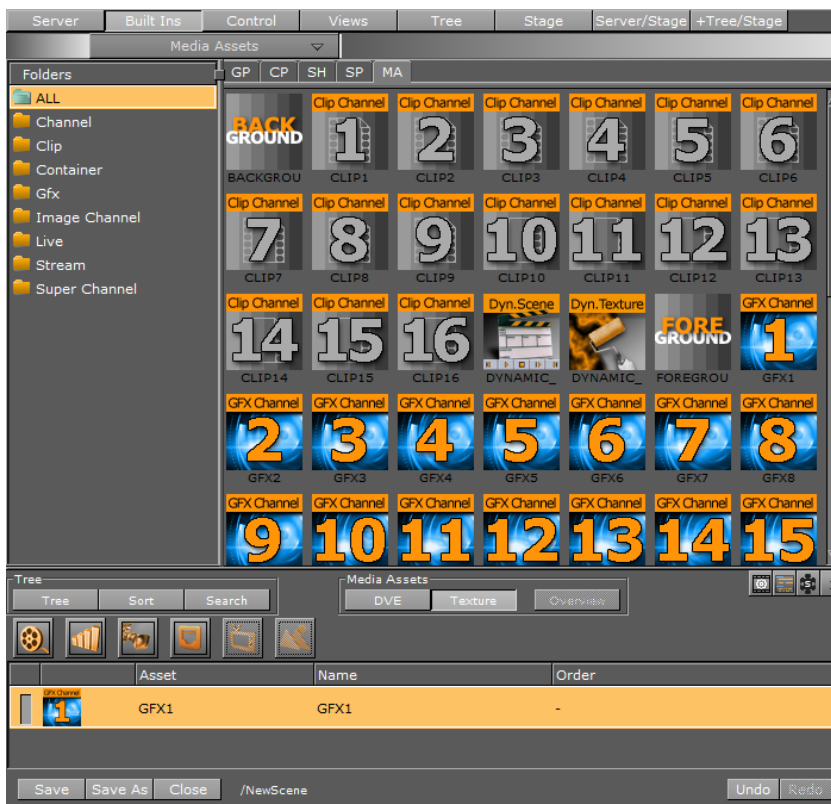 Server Built Ins Control Views Tree Stage Server/Stage +Tree/Stage
Media Assets
Folders GP CP SH SP MA
ALL
Channel
Clip
Container
Gfx
Image Channel
Live
Stream
Super Channel
BACK GROUND Clip Channel 1 Clip Channel 2 Clip Channel 3 Clip Channel 4 Clip Channel 5 Clip Channel 6
BACKGROU CLIP1 CLIP2 CLIP3 CLIP4 CLIP5 CLIP6
Clip Channel 7 Clip Channel 8 Clip Channel 9 Clip Channel 10 Clip Channel 11 Clip Channel 12 Clip Channel 13
CLIP7 CLIP8 CLIP9 CLIP10 CLIP11 CLIP12 CLIP13
Clip Channel 14 Clip Channel 15 Clip Channel 16 Dyn.Scene Dyn.Texture FORE GROUND GFX Channel 1
CLIP14 CLIP15 CLIP16 DYNAMIC_ DYNAMIC_ FOREGROU GFX1
GFX Channel 2 GFX Channel 3 GFX Channel 4 GFX Channel 5 GFX Channel 6 GFX Channel 7 GFX Channel 8
GFX2 GFX3 GFX4 GFX5 GFX6 GFX7 GFX8
GFX Channel 9 GFX Channel 10 GFX Channel 11 GFX Channel 12 GFX Channel 13 GFX Channel 14 GFX Channel 15
Tree Media Assets
Tree Sort Search DVE Texture Overview
Asset Name Order
GFX Channel 1 GFX1 GFX1 -
Save Save As Close /NewScene Undo Redo